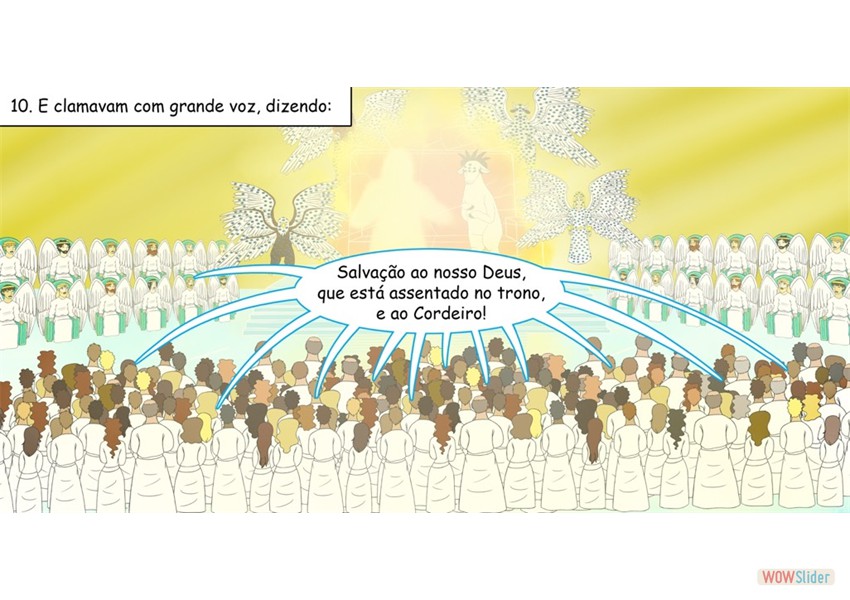 10. E clamavam com grande voz, dizendo:
Salvação ao nosso Deus,
que está assentado no trono,
e ao Cordeiro!
WOWSlider